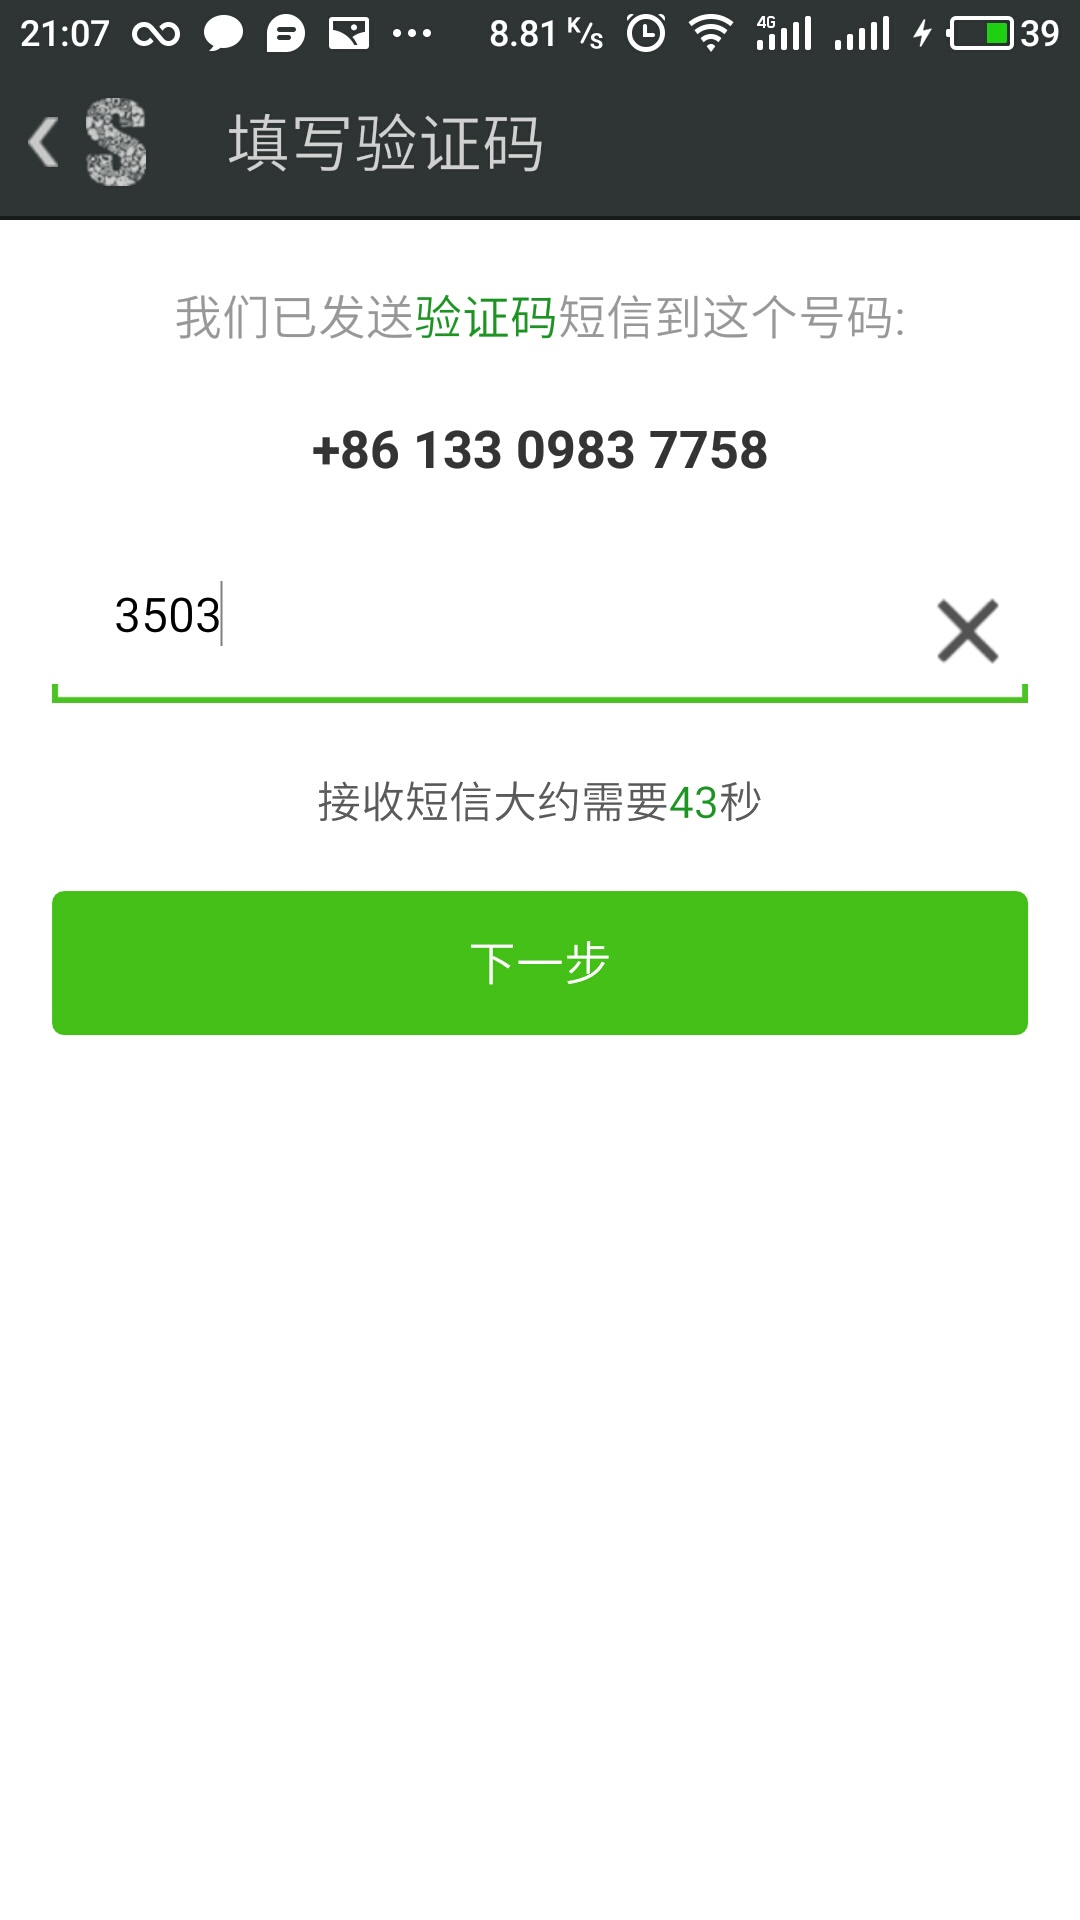 21:07 8.81 K/s 4G 39
S 填写验证码
我们已发送验证码短信到这个号码:
+86 133 0983 7758
3503
接收短信大约需要43秒
下一步